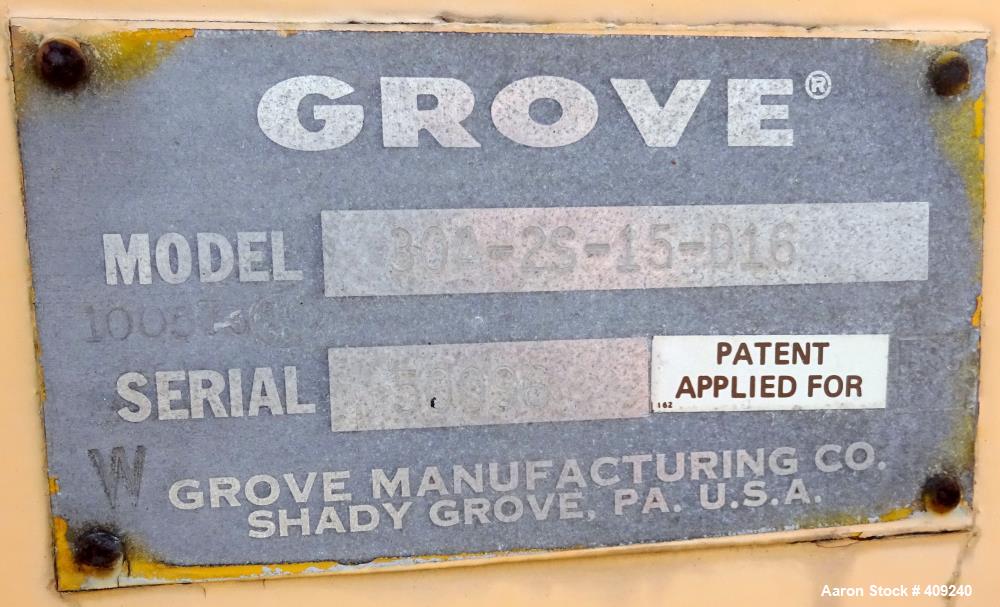 GROVE®
MODEL 30A-2S-15-D16
SERIAL
PATENT
APPLIED FOR
162
W
GROVE MANUFACTURING CO.
SHADY GROVE, PA. U.S.A.
Aaron Stock # 409240